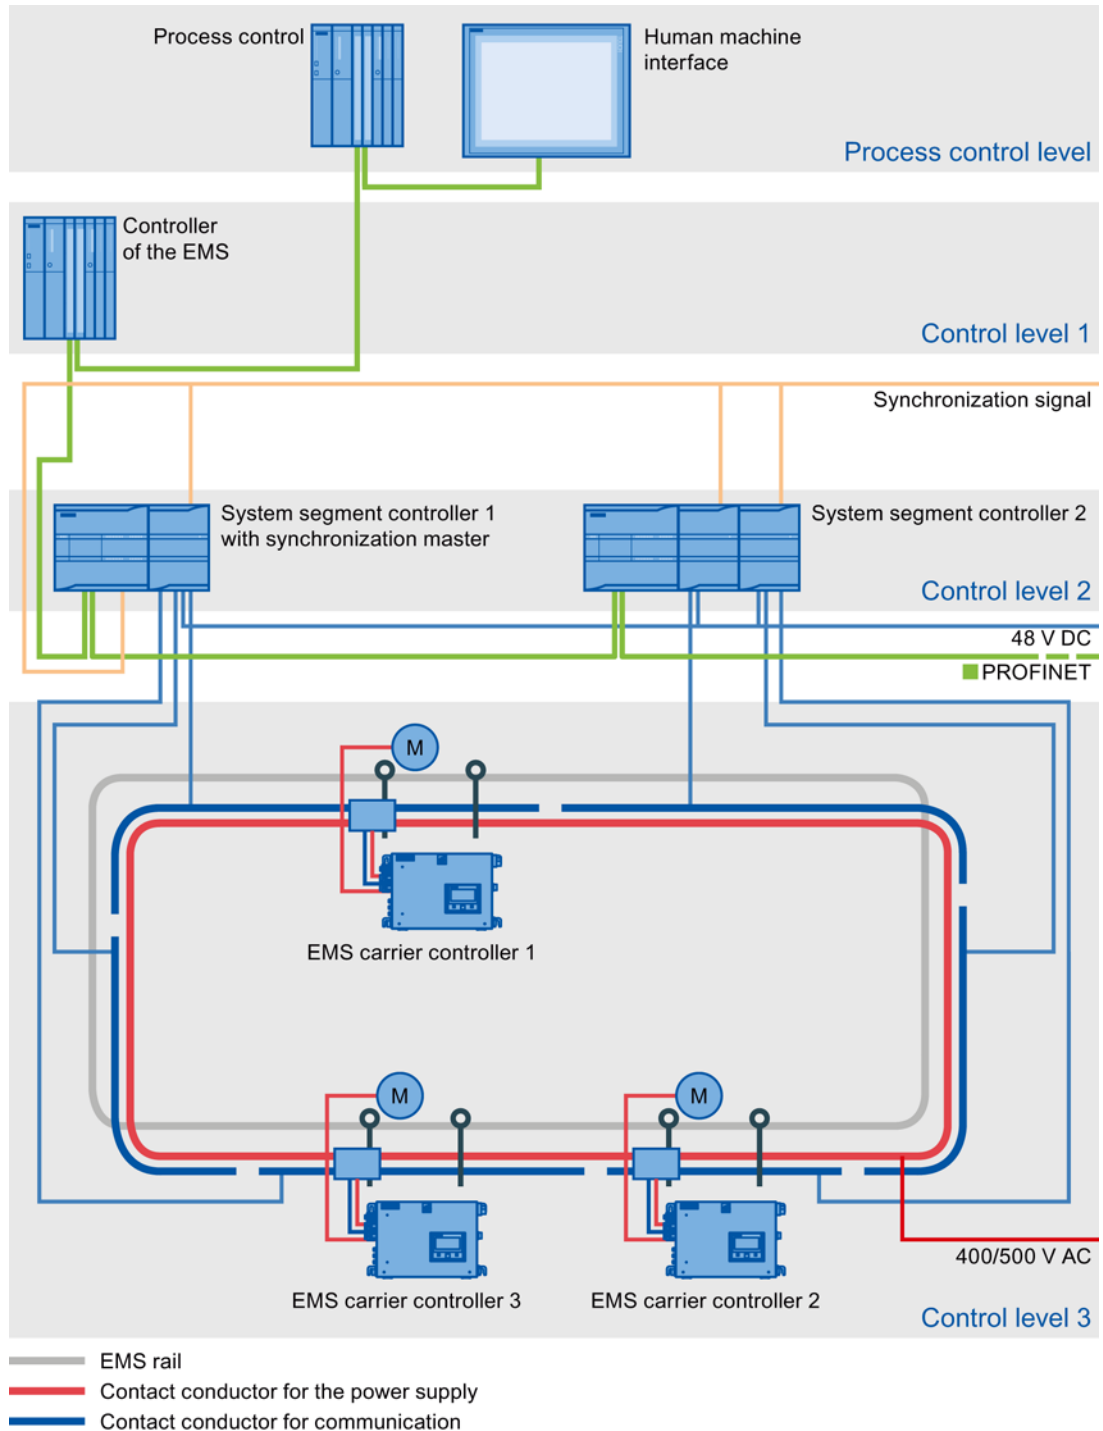 Process control
Human machine
interface
Process control level
Controller
of the EMS
Control level 1
Synchronization signal
System segment controller 1
with synchronization master
System segment controller 2
Control level 2
48 V DC
PROFINET
M
EMS carrier controller 1
M
M
400/500 V AC
EMS carrier controller 3
EMS carrier controller 2
Control level 3
EMS rail
Contact conductor for the power supply
Contact conductor for communication